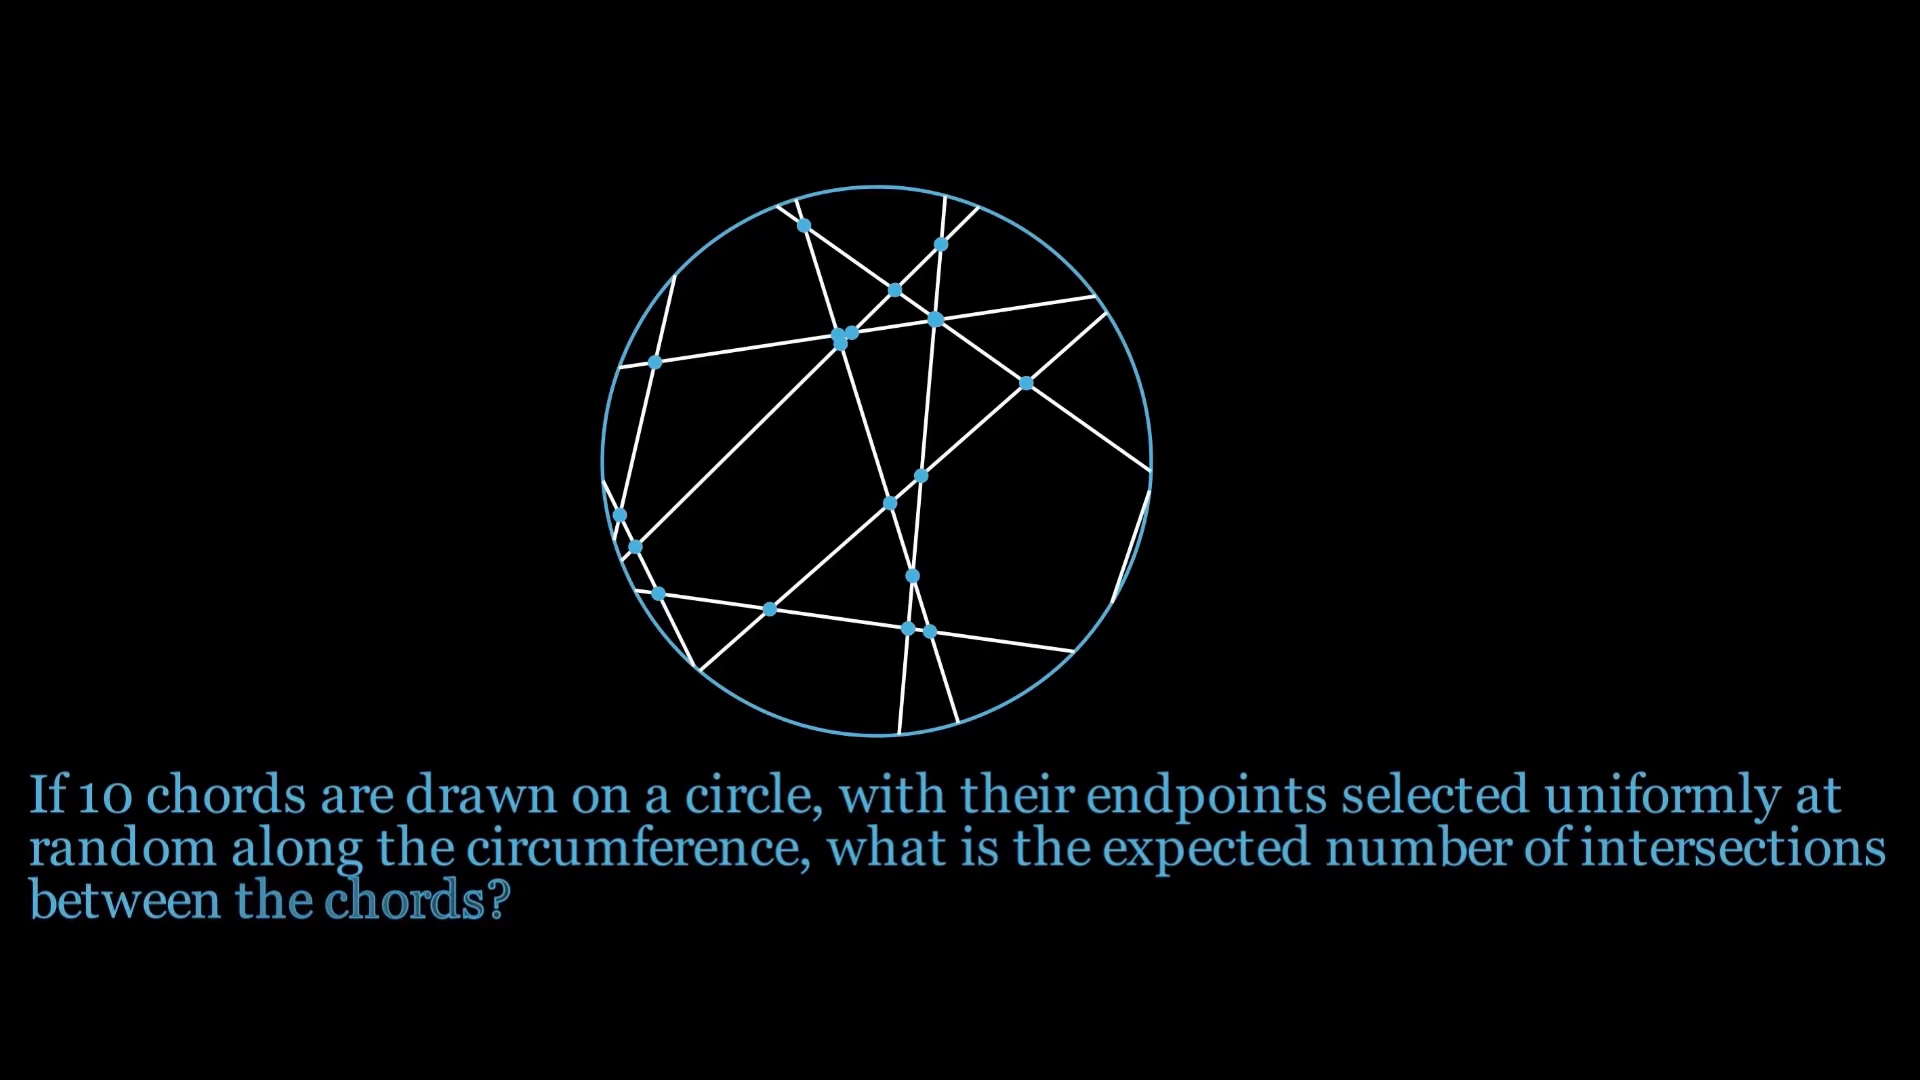 If 10 chords are drawn on a circle, with their endpoints selected uniformly at
random along the circumference, what is the expected number of intersections
between the chords?